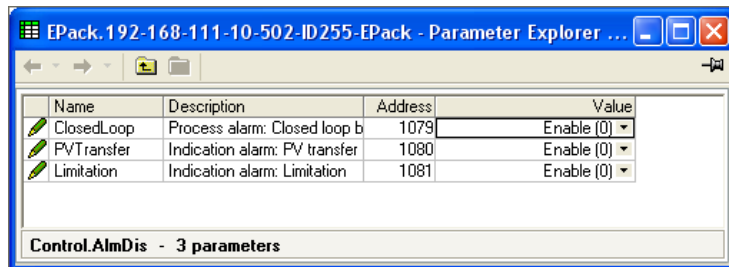 EPack.192-168-111-10-502-ID255-EPack - Parameter Explorer ...
Name Description Address Value
ClosedLoop Process alarm: Closed loop b 1079 Enable (0)
PVTransfer Indication alarm: PV transfer 1080 Enable (0)
Limitation Indication alarm: Limitation 1081 Enable (0)
Control.AlmDis - 3 parameters